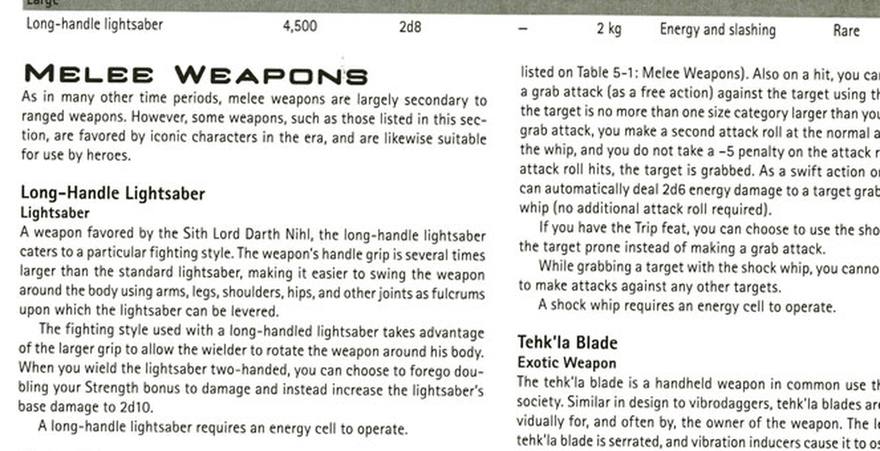 Large
Long-handle lightsaber 4,500 2d8 – 2 kg Energy and slashing Rare
MELEE WEAPONS
As in many other time periods, melee weapons are largely secondary to
ranged weapons. However, some weapons, such as those listed in this sec-
tion, are favored by iconic characters in the era, and are likewise suitable
for use by heroes.
Long-Handle Lightsaber
Lightsaber
A weapon favored by the Sith Lord Darth Nihl, the long-handle lightsaber
caters to a particular fighting style. The weapon's handle grip is several times
larger than the standard lightsaber, making it easier to swing the weapon
around the body using arms, legs, shoulders, hips, and other joints as fulcrums
upon which the lightsaber can be levered.
The fighting style used with a long-handled lightsaber takes advantage
of the larger grip to allow the wielder to rotate the weapon around his body.
When you wield the lightsaber two-handed, you can choose to forego dou-
bling your Strength bonus to damage and instead increase the lightsaber's
base damage to 2d10.
A long-handle lightsaber requires an energy cell to operate.
listed on Table 5-1: Melee Weapons). Also on a hit, you can
a grab attack (as a free action) against the target using th
the target is no more than one size category larger than you
grab attack, you make a second attack roll at the normal a
the whip, and you do not take a –5 penalty on the attack r
attack roll hits, the target is grabbed. As a swift action o
can automatically deal 2d6 energy damage to a target grab
whip (no additional attack roll required).
If you have the Trip feat, you can choose to use the sho
the target prone instead of making a grab attack.
While grabbing a target with the shock whip, you canno
to make attacks against any other targets.
A shock whip requires an energy cell to operate.
Tehk'la Blade
Exotic Weapon
The tehk'la blade is a handheld weapon in common use th
society. Similar in design to vibrodaggers, tehk'la blades are
vidually for, and often by, the owner of the weapon. The l
tehk'la blade is serrated, and vibration inducers cause it to os